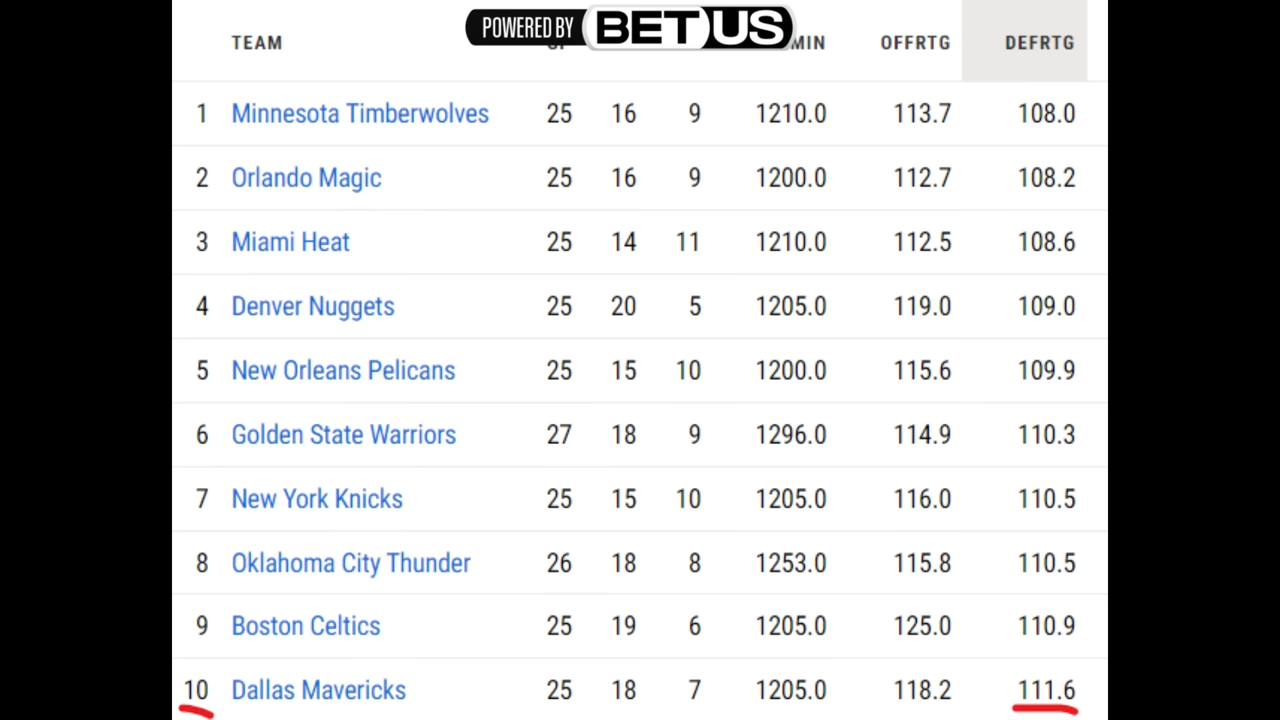 POWERED BY BETUS
TEAM MIN OFFRTG DEFRTG
1 Minnesota Timberwolves 25 16 9 1210.0 113.7 108.0
2 Orlando Magic 25 16 9 1200.0 112.7 108.2
3 Miami Heat 25 14 11 1210.0 112.5 108.6
4 Denver Nuggets 25 20 5 1205.0 119.0 109.0
5 New Orleans Pelicans 25 15 10 1200.0 115.6 109.9
6 Golden State Warriors 27 18 9 1296.0 114.9 110.3
7 New York Knicks 25 15 10 1205.0 116.0 110.5
8 Oklahoma City Thunder 26 18 8 1253.0 115.8 110.5
9 Boston Celtics 25 19 6 1205.0 125.0 110.9
10 Dallas Mavericks 25 18 7 1205.0 118.2 111.6